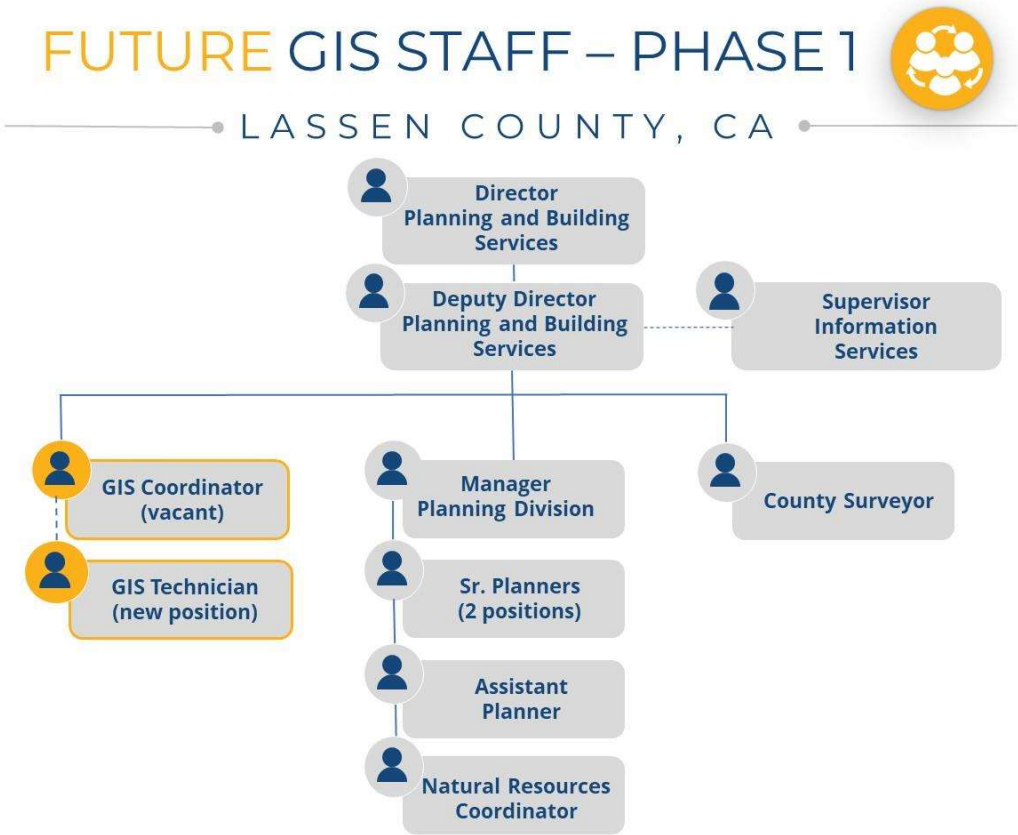 FUTURE GIS STAFF – PHASE 1
LASSEN COUNTY, CA
Director
Planning and Building
Services
Deputy Director
Planning and Building
Services
Supervisor
Information
Services
GIS Coordinator
(vacant)
GIS Technician
(new position)
Manager
Planning Division
Sr. Planners
(2 positions)
Assistant
Planner
Natural Resources
Coordinator
County Surveyor